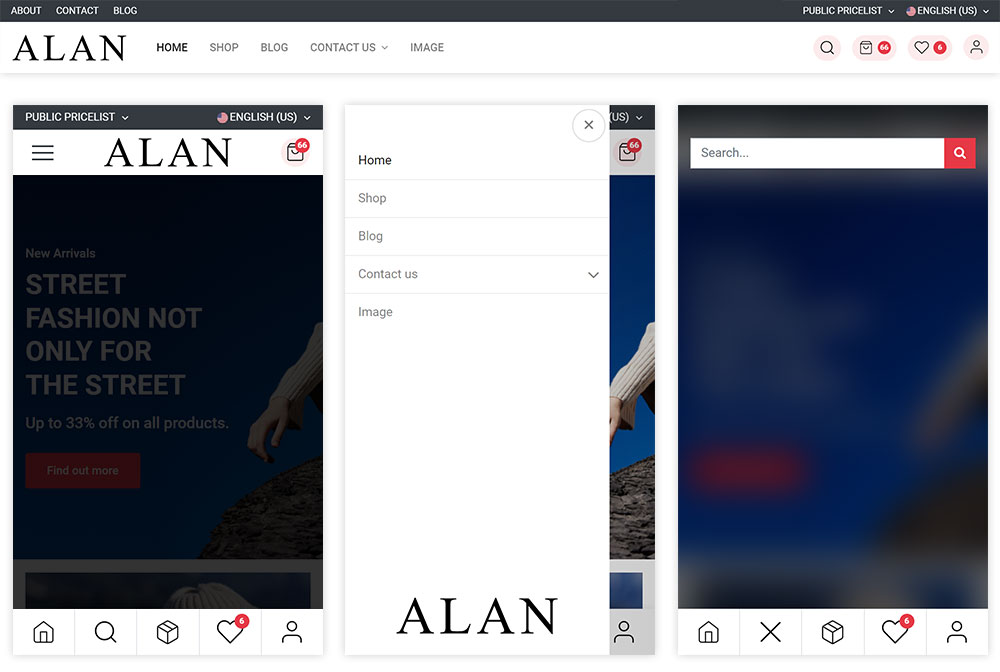 ABOUT CONTACT BLOG PUBLIC PRICELIST ENGLISH (US)
ALAN HOME SHOP BLOG CONTACT US IMAGE 66 6
PUBLIC PRICELIST ENGLISH (US)
ALAN 66
New Arrivals
STREET
FASHION NOT
ONLY FOR
THE STREET
Up to 33% off on all products.
Find out more
6
(US)
66
Home
Shop
Blog
Contact us
Image
ALAN
Search...
6